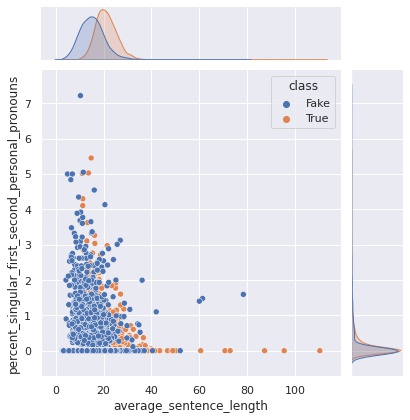 class
Fake
True
7
6
5
4
3
2
1
0
percent_singular_first_second_personal_pronouns
0 20 40 60 80 100
average_sentence_length